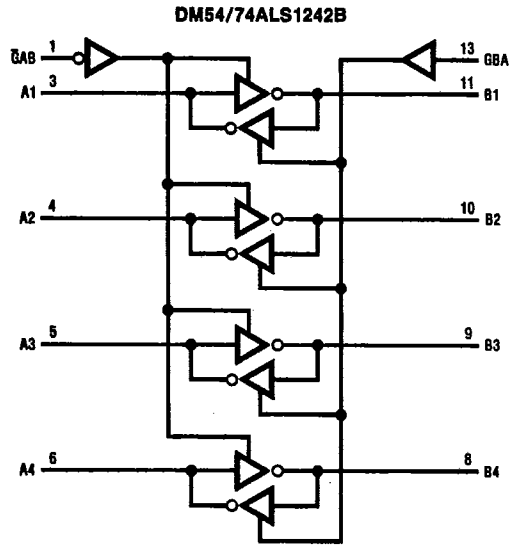 DM54/74ALS1242B
G̅AB 1
13 GBA
A1 3
11 B1
A2 4
10 B2
A3 5
9 B3
A4 6
8 B4